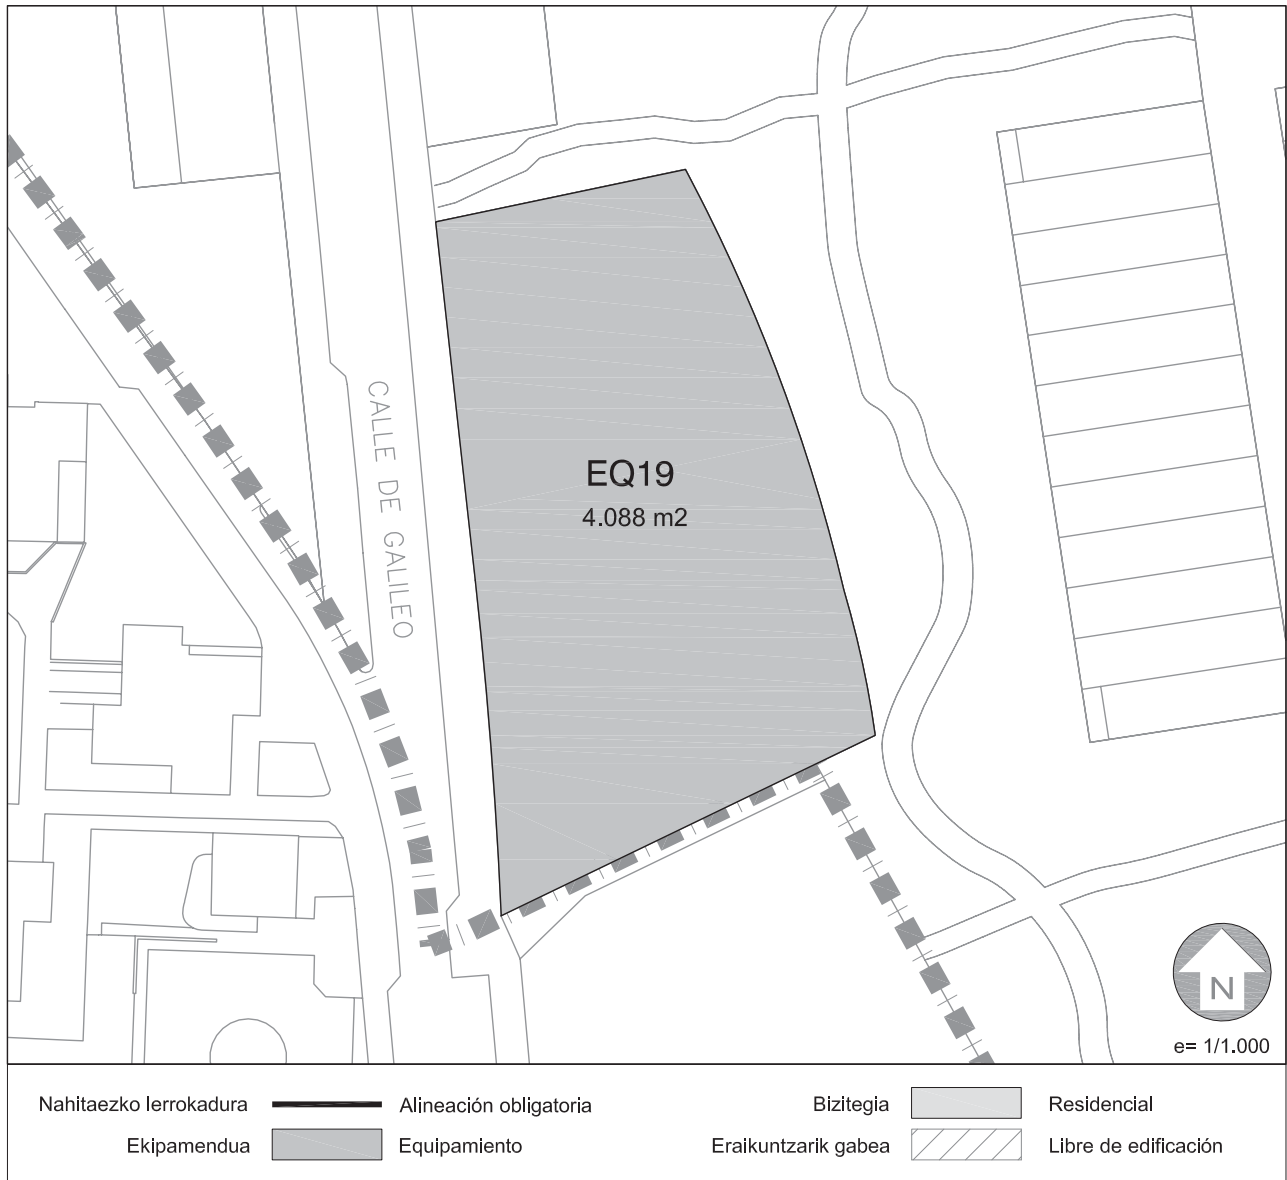 CALLE DE GALILEO
EQ19
4.088 m2
N
e= 1/1.000
Nahitaezko lerrokadura
Alineación obligatoria
Bizitegia
Residencial
Ekipamendua
Equipamiento
Eraikuntzarik gabea
Libre de edificación